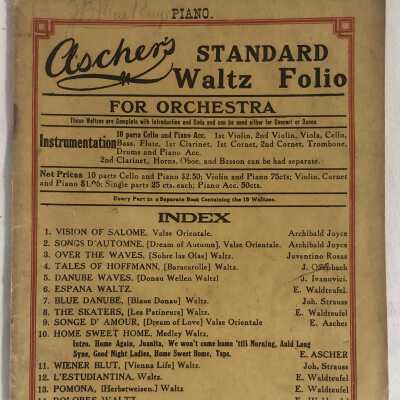 PIANO.
Ascher's STANDARD
Waltz Folio
FOR ORCHESTRA
These Waltzes are Complete with Introduction and Coda and can be used either for Concert or Dance.
Instrumentation 10 parts Cello and Piano Acc. 1st Violin, 2nd Violin, Viola, Cello,
Bass, Flute, 1st Clarinet, 1st Cornet, 2nd Cornet, Trombone,
Drums and Piano Acc.
2nd Clarinet, Horns, Oboe, and Basson can be had separate.
Net Prices 10 parts Cello and Piano $2.50; Violin and Piano 75cts; Violin, Cornet
and Piano $1.00; Single parts 25 cts. each; Piano Acc. 50cts.
Every Part in a Separate Book Containing the 15 Waltzes.
INDEX
1. VISION OF SALOME, Valse Orientale. Archibald Joyce
2. SONGS D'AUTOMNE, [Dream of Autumn], Valse Orientale. Archibald Joyce
3. OVER THE WAVES, [Sobre las Olas] Waltz. Juventino Rosas
4. TALES OF HOFFMANN, [Baracarolle] Waltz. J. Offenbach
5. DANUBE WAVES, [Donau Wellen Waltz] J. Ivanovici.
6. ESPANA WALTZ. E. Waldteufel.
7. BLUE DANUBE, [Blaue Donau] Waltz. Joh. Strauss
8. THE SKATERS, [Les Patineurs] Waltz. E. Waldteufel.
9. SONGE D' AMOUR, [Dream of Love] Valse Orientale E. Ascher
10. HOME SWEET HOME, Medley Waltz.
Intro. Home Again, Juanita, We won't come home 'till Morning, Auld Lang
Syne, Good Night Ladies, Home Sweet Home, Taps. E. ASCHER
11. WIENER BLUT, [Vienna Life] Waltz. Joh. Strauss
12. L'ESTUDIANTINA, Waltz. E. Waldteufel
13. POMONA, [Herbstweisen.] Waltz E. Waldteufel
14. DOLORES WALTZ E. Waldteufel